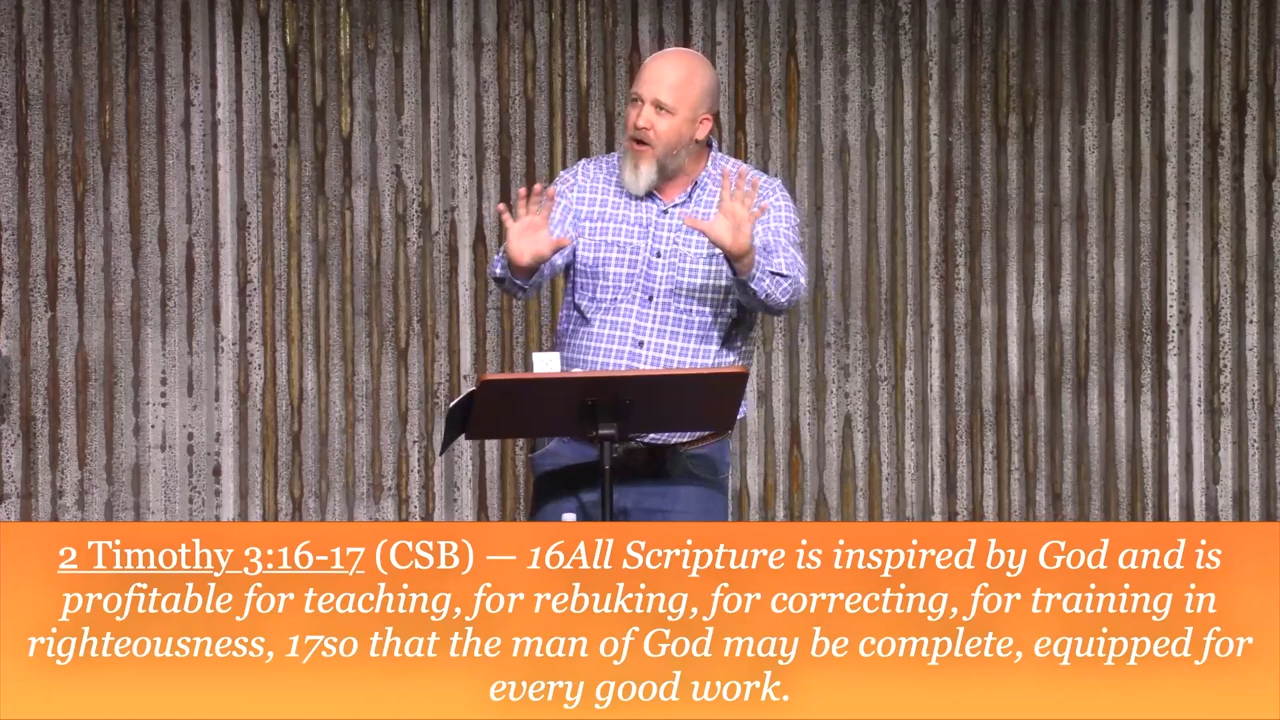 2 Timothy 3:16-17 (CSB) — 16All Scripture is inspired by God and is
profitable for teaching, for rebuking, for correcting, for training in
righteousness, 17so that the man of God may be complete, equipped for
every good work.